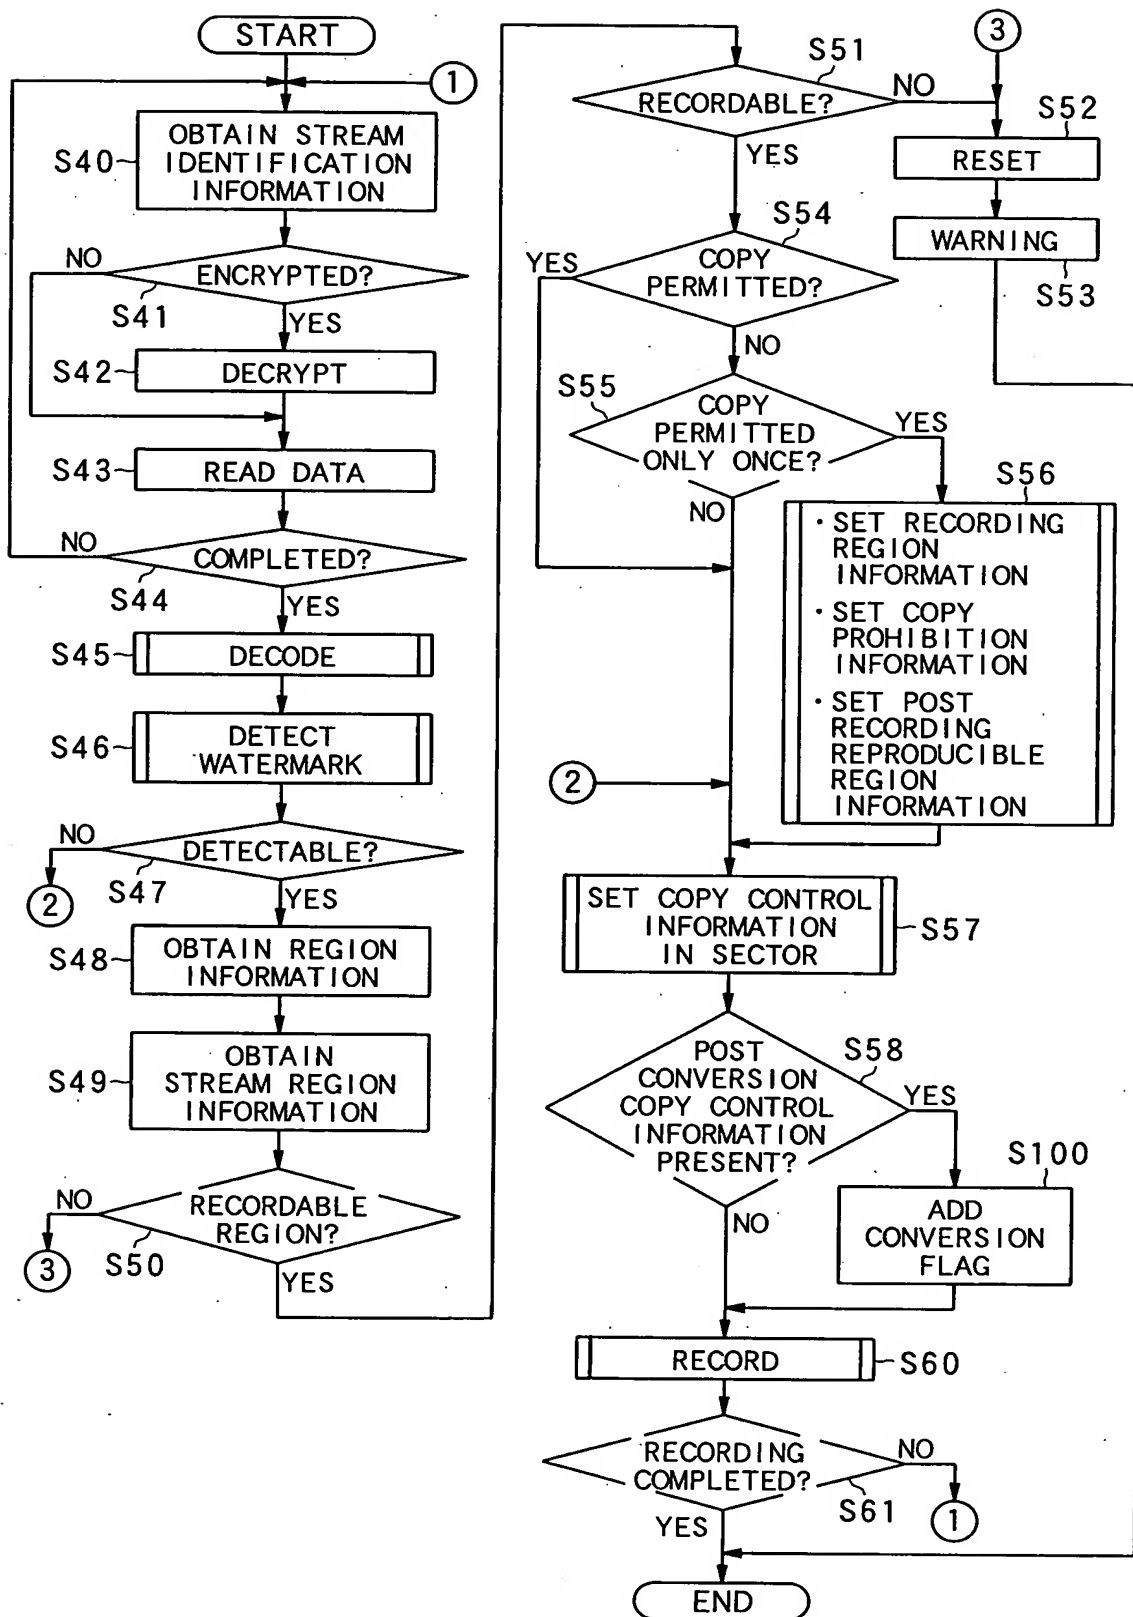 START
1
S40
OBTAIN STREAM
IDENTIFICATION
INFORMATION
NO
ENCRYPTED?
S41
YES
S42
DECRYPT
S43
READ DATA
NO
COMPLETED?
S44
YES
S45
DECODE
S46
DETECT
WATERMARK
NO
DETECTABLE?
S47
2
YES
S48
OBTAIN REGION
INFORMATION
S49
OBTAIN
STREAM REGION
INFORMATION
NO
RECORDABLE
REGION?
3
S50
YES
3
S51
RECORDABLE?
NO
YES
S52
RESET
WARNING
S53
S54
YES
COPY
PERMITTED?
NO
S55
COPY
PERMITTED
ONLY ONCE?
YES
NO
S56
・SET RECORDING
REGION
INFORMATION
・SET COPY
PROHIBITION
INFORMATION
・SET POST
RECORDING
REPRODUCIBLE
REGION
INFORMATION
2
SET COPY CONTROL
INFORMATION
IN SECTOR
S57
POST
CONVERSION
COPY CONTROL
INFORMATION
PRESENT?
S58
YES
NO
S100
ADD
CONVERSION
FLAG
RECORD
S60
RECORDING
COMPLETED?
NO
S61
1
YES
END